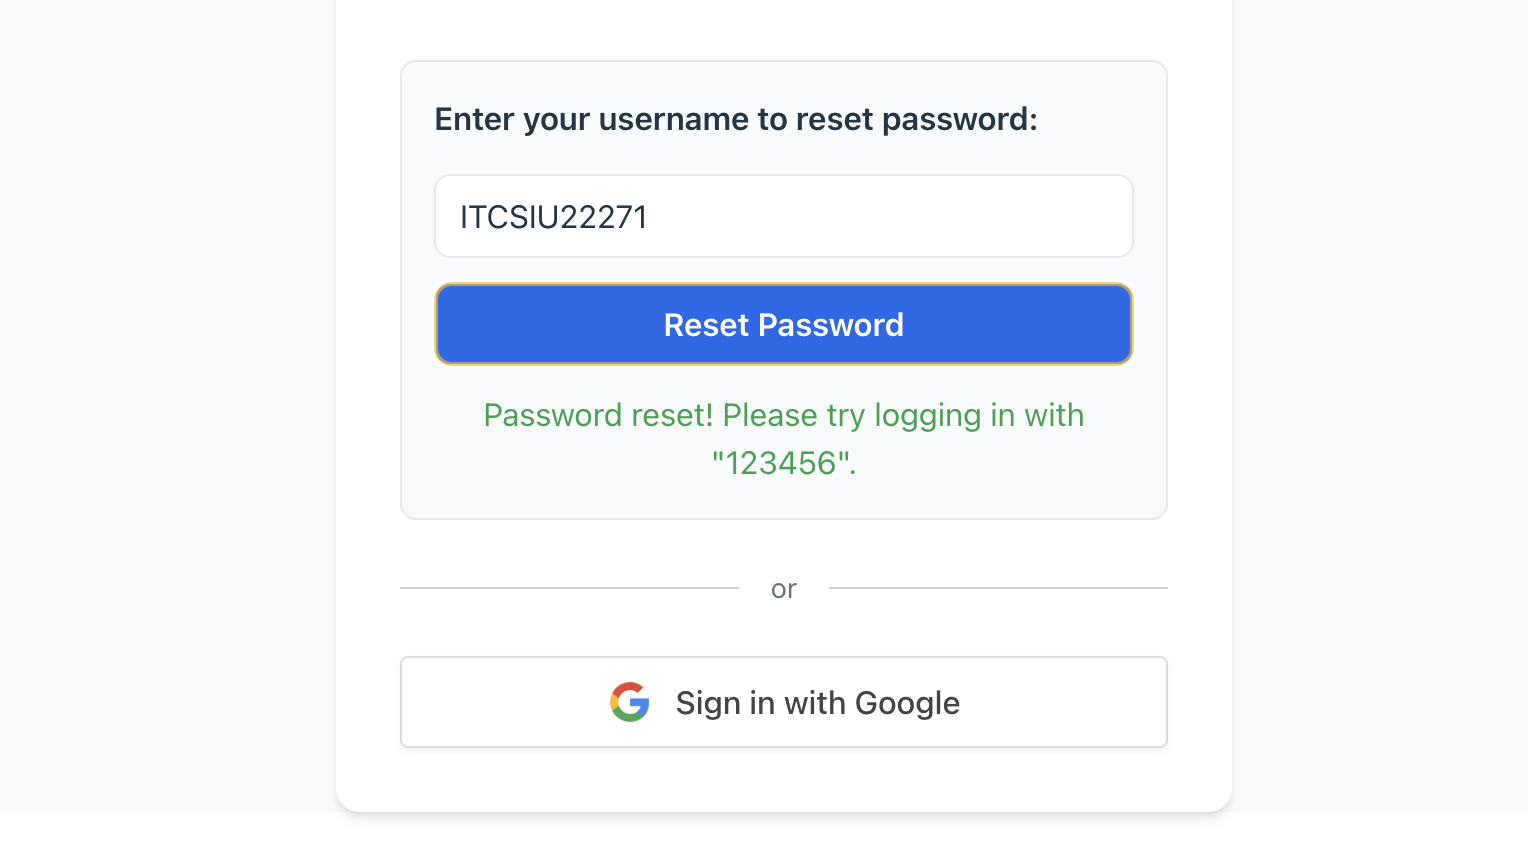 Enter your username to reset password:
ITCSIU22271
Reset Password
Password reset! Please try logging in with
"123456".
or
Sign in with Google